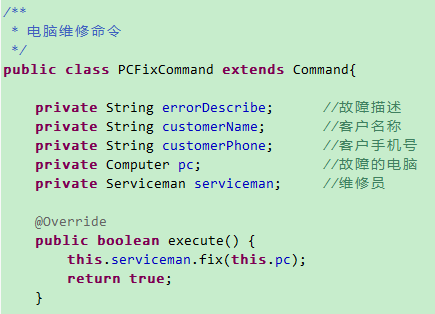 /**
 * 电脑维修命令
 */
public class PCFixCommand extends Command{
    private String errorDescribe;      //故障描述
    private String customerName;       //客户名称
    private String customerPhone;      //客户手机号
    private Computer pc;               //故障的电脑
    private Serviceman serviceman;     //维修员
    @Override
    public boolean execute() {
        this.serviceman.fix(this.pc);
        return true;
    }